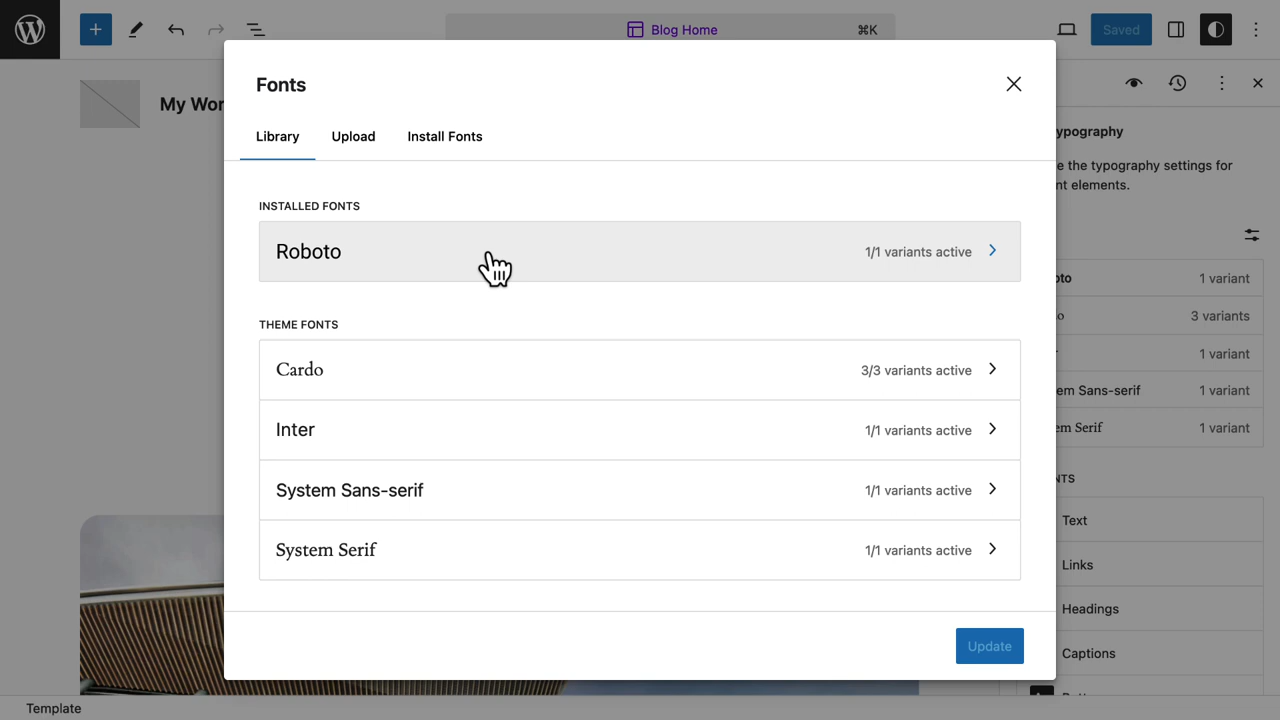 Blog Home
⌘K
Saved
My Wor
Fonts
Library
Upload
Install Fonts
INSTALLED FONTS
Roboto
1/1 variants active
THEME FONTS
Cardo
3/3 variants active
Inter
1/1 variants active
System Sans-serif
1/1 variants active
System Serif
1/1 variants active
Update
ypography
e the typography settings for
nt elements.
oto
1 variant
o
3 variants
r
1 variant
em Sans-serif
1 variant
em Serif
1 variant
NTS
Text
Links
Headings
Captions
Template